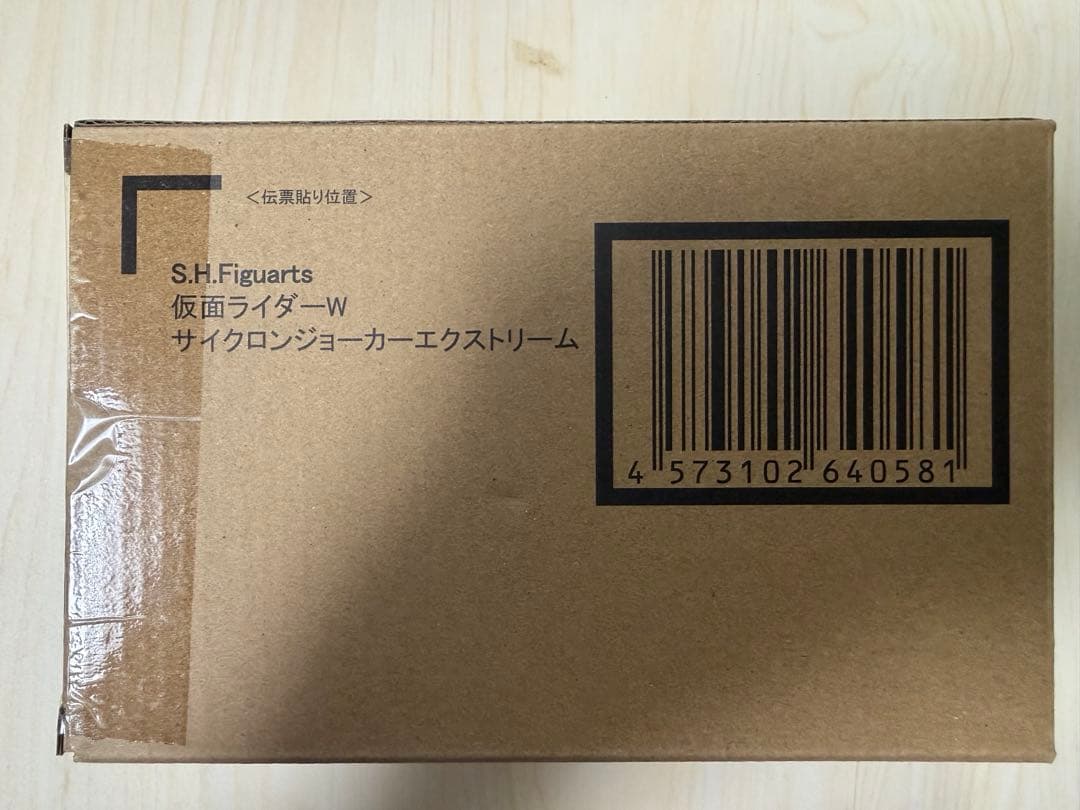 ＜伝票貼り位置＞
S.H.Figuarts
仮面ライダーW
サイクロンジョーカーエクストリーム
4 573102 640581